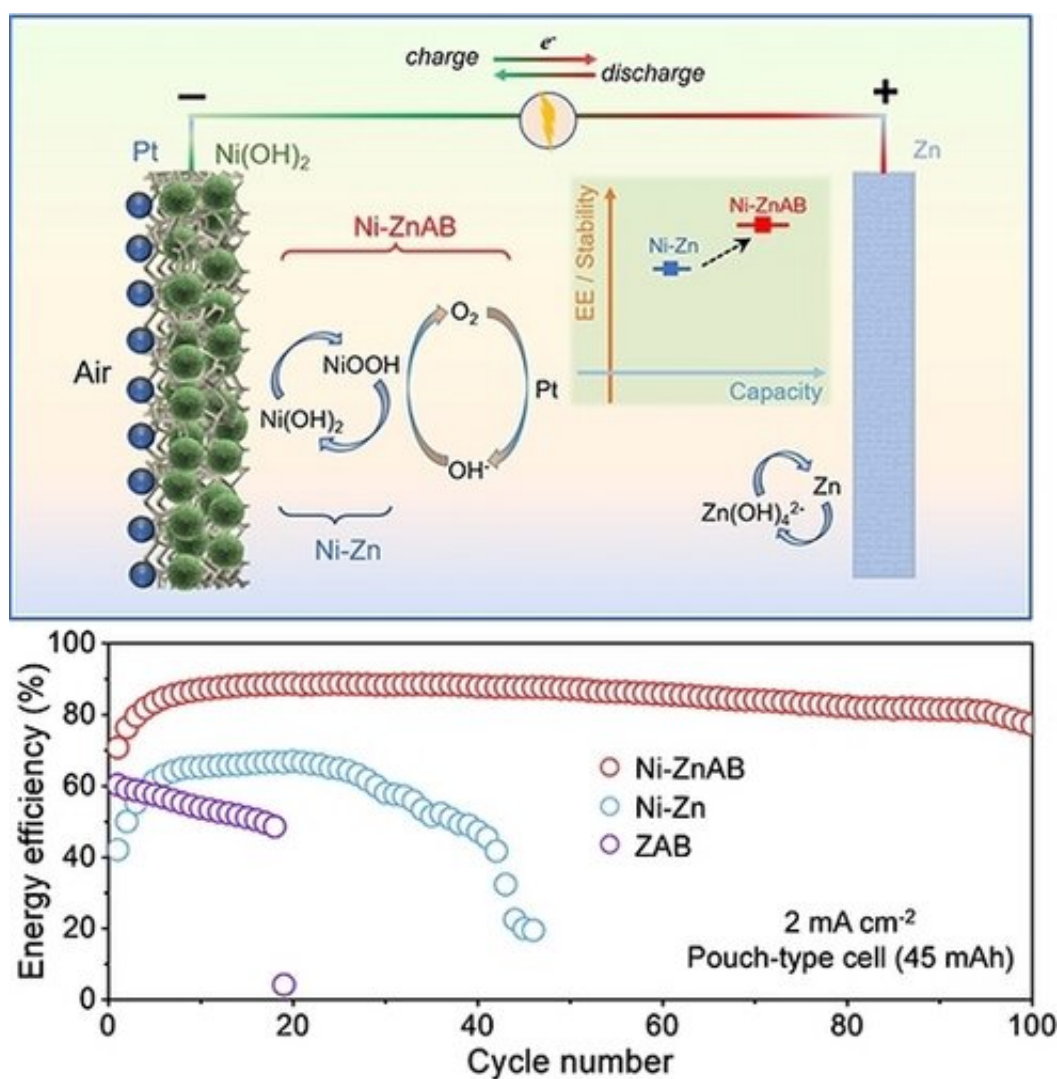 charge
e⁻
discharge
−
+
Pt
Ni(OH)₂
Zn
Ni-ZnAB
Ni-ZnAB
Ni-Zn
EE / Stability
Capacity
Air
O₂
NiOOH
Ni(OH)₂
Pt
OH⁻
Zn
Zn(OH)₄²⁻
Ni-Zn
100
80
60
40
20
0
Energy efficiency (%)
Ni-ZnAB
Ni-Zn
ZAB
2 mA cm⁻²
Pouch-type cell (45 mAh)
0 20 40 60 80 100
Cycle number